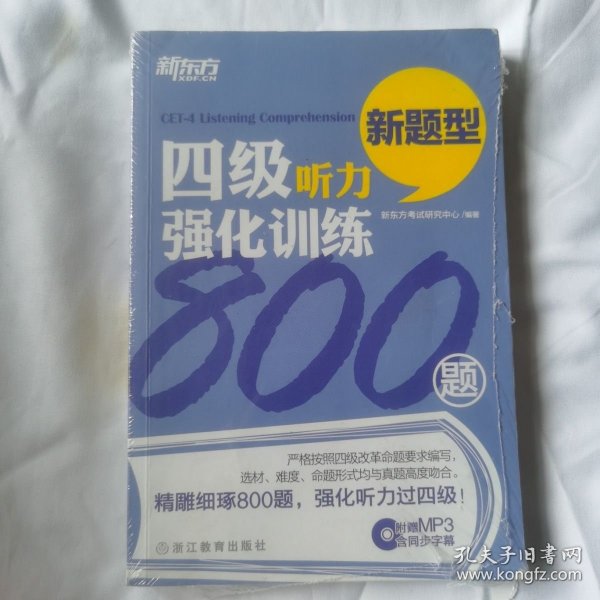 新东方
XDF.CN
CET-4 Listening Comprehension
新题型
四级听力
新东方考试研究中心/编著
强化训练
800题
严格按照四级改革命题要求编写,
选材、难度、命题形式均与真题高度吻合。
精雕细琢800题,强化听力过四级!
附赠MP3
含同步字幕
浙江教育出版社
孔夫子旧书网
www.kongfz.com